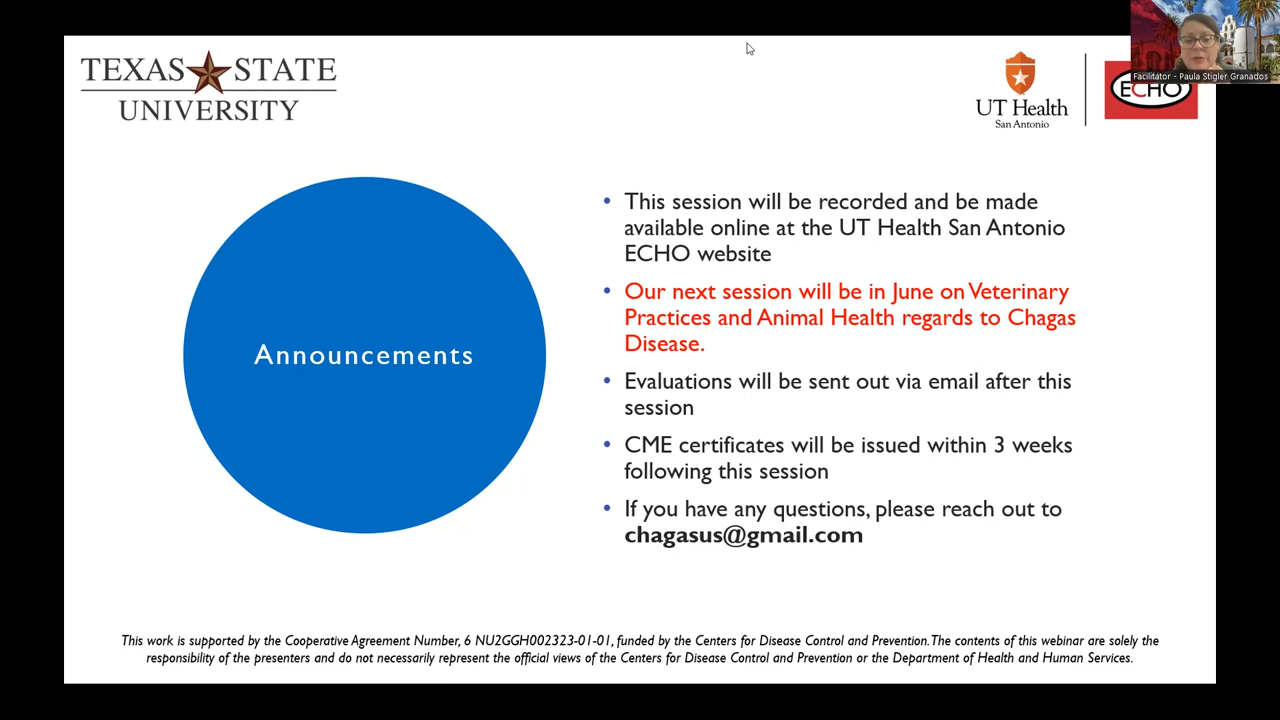 TEXAS STATE
UNIVERSITY
UT Health
San Antonio
ECHO
Facilitator - Paula Stigler Granados
Announcements
• This session will be recorded and be made
available online at the UT Health San Antonio
ECHO website
• Our next session will be in June on Veterinary
Practices and Animal Health regards to Chagas
Disease.
• Evaluations will be sent out via email after this
session
• CME certificates will be issued within 3 weeks
following this session
• If you have any questions, please reach out to
chagasus@gmail.com
This work is supported by the Cooperative Agreement Number, 6 NU2GGH002323-01-01, funded by the Centers for Disease Control and Prevention. The contents of this webinar are solely the
responsibility of the presenters and do not necessarily represent the official views of the Centers for Disease Control and Prevention or the Department of Health and Human Services.